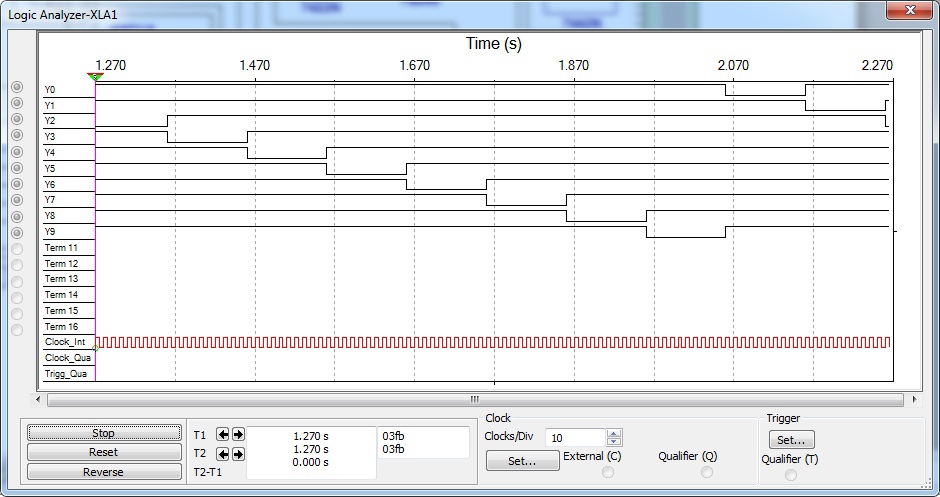 Logic Analyzer-XLA1
Time (s)
1.270 1.470 1.670 1.870 2.070 2.270
Y0
Y1
Y2
Y3
Y4
Y5
Y6
Y7
Y8
Y9
Term 11
Term 12
Term 13
Term 14
Term 15
Term 16
Clock_Int
Clock_Qua
Trigg_Qua
Stop
Reset
Reverse
T1 1.270 s 03fb
T2 1.270 s 03fb
T2-T1 0.000 s
Clock
Clocks/Div 10
Set... External (C) Qualifier (Q)
Trigger
Set...
Qualifier (T)